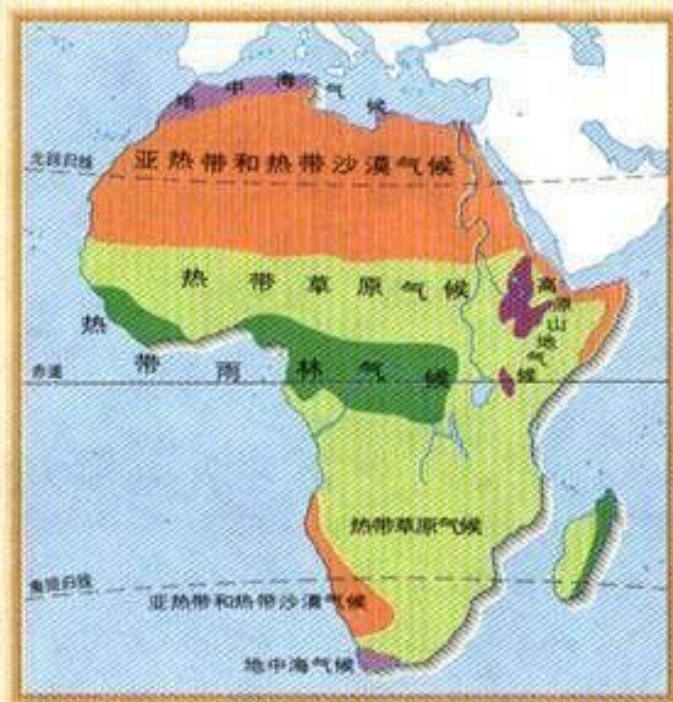 地中海气候
北回归线
亚热带和热带沙漠气候
热带草原气候
高原山地气候
热带雨林气候
赤道
热带草原气候
南回归线
亚热带和热带沙漠气候
地中海气候